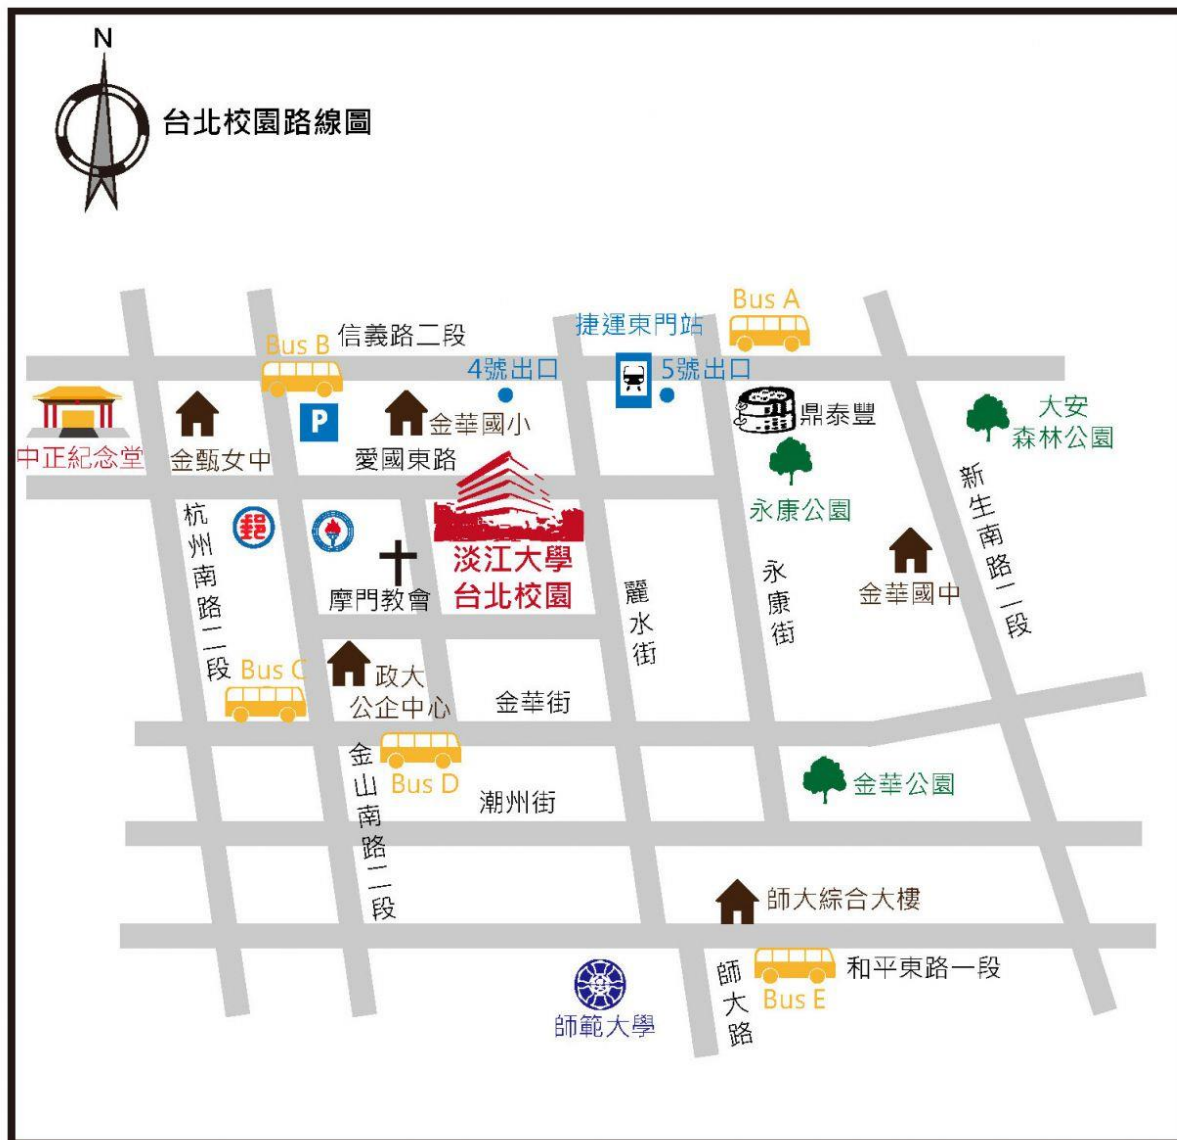 N
台北校園路線圖
Bus A
捷運東門站
信義路二段
Bus B
4號出口
5號出口
P
鼎泰豐
大安
森林公園
中正紀念堂
金甌女中
金華國小
愛國東路
永康公園
新生南路二段
杭州南路二段
郵
淡江大學
台北校園
摩門教會
麗水街
永康街
金華國中
Bus C
政大
公企中心
金華街
金山南路二段
Bus D
金華公園
潮州街
師大綜合大樓
師大路
和平東路一段
Bus E
師範大學